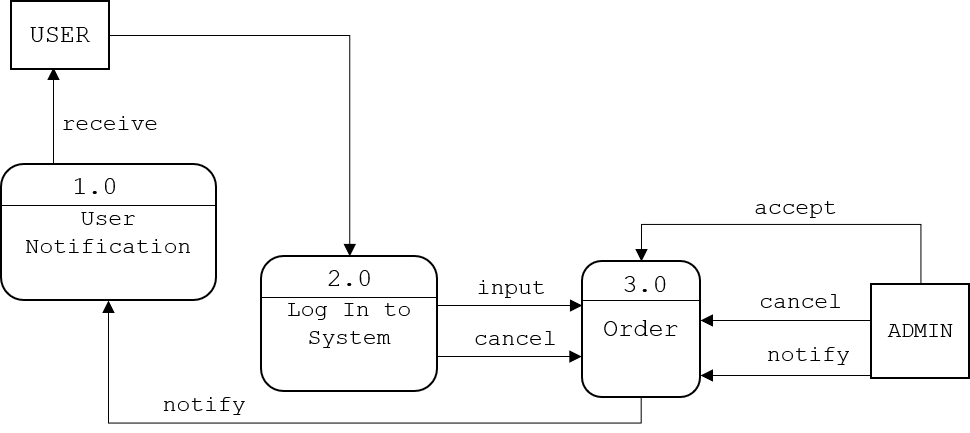 USER
receive
1.0
User
Notification
accept
2.0
Log In to
System
input
cancel
3.0
Order
cancel
notify
ADMIN
notify